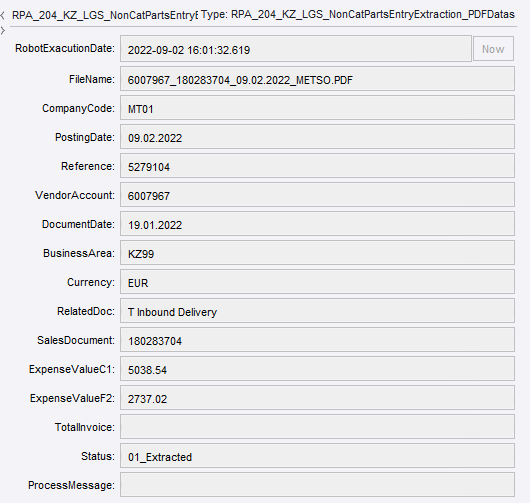 RPA_204_KZ_LGS_NonCatPartsEntryE Type: RPA_204_KZ_LGS_NonCatPartsEntryExtraction_PDFDatas
RobotExacutionDate: 2022-09-02 16:01:32.619 Now
FileName: 6007967_180283704_09.02.2022_METSO.PDF
CompanyCode: MT01
PostingDate: 09.02.2022
Reference: 5279104
VendorAccount: 6007967
DocumentDate: 19.01.2022
BusinessArea: KZ99
Currency: EUR
RelatedDoc: T Inbound Delivery
SalesDocument: 180283704
ExpenseValueC1: 5038.54
ExpenseValueF2: 2737.02
TotalInvoice:
Status: 01_Extracted
ProcessMessage: